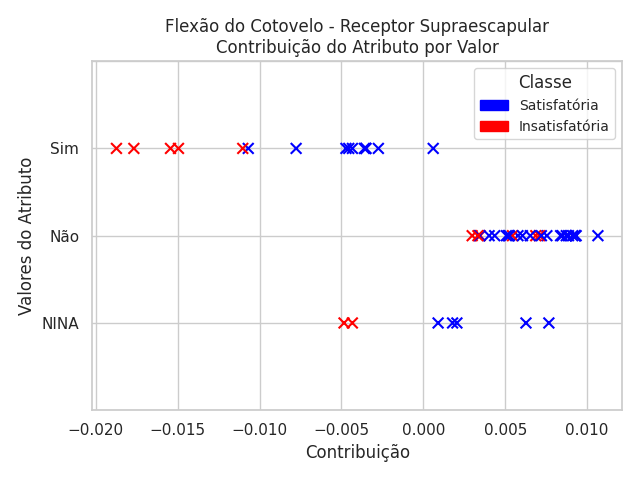 Flexão do Cotovelo - Receptor Supraescapular
Contribuição do Atributo por Valor
Classe
Satisfatória
Insatisfatória
Valores do Atributo
Sim
Não
NINA
−0.020 −0.015 −0.010 −0.005 0.000 0.005 0.010
Contribuição